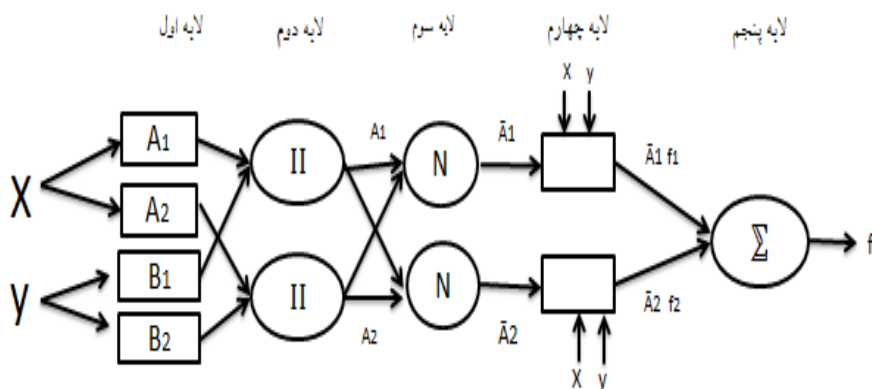 لایه اول لایه دوم لایه سوم لایه چهارم لایه پنجم
X y
A1 Ā1
A1 II N Ā1 f1
X A2
Σ f
B1
y II N Ā2 f2
B2 A2 Ā2
X y